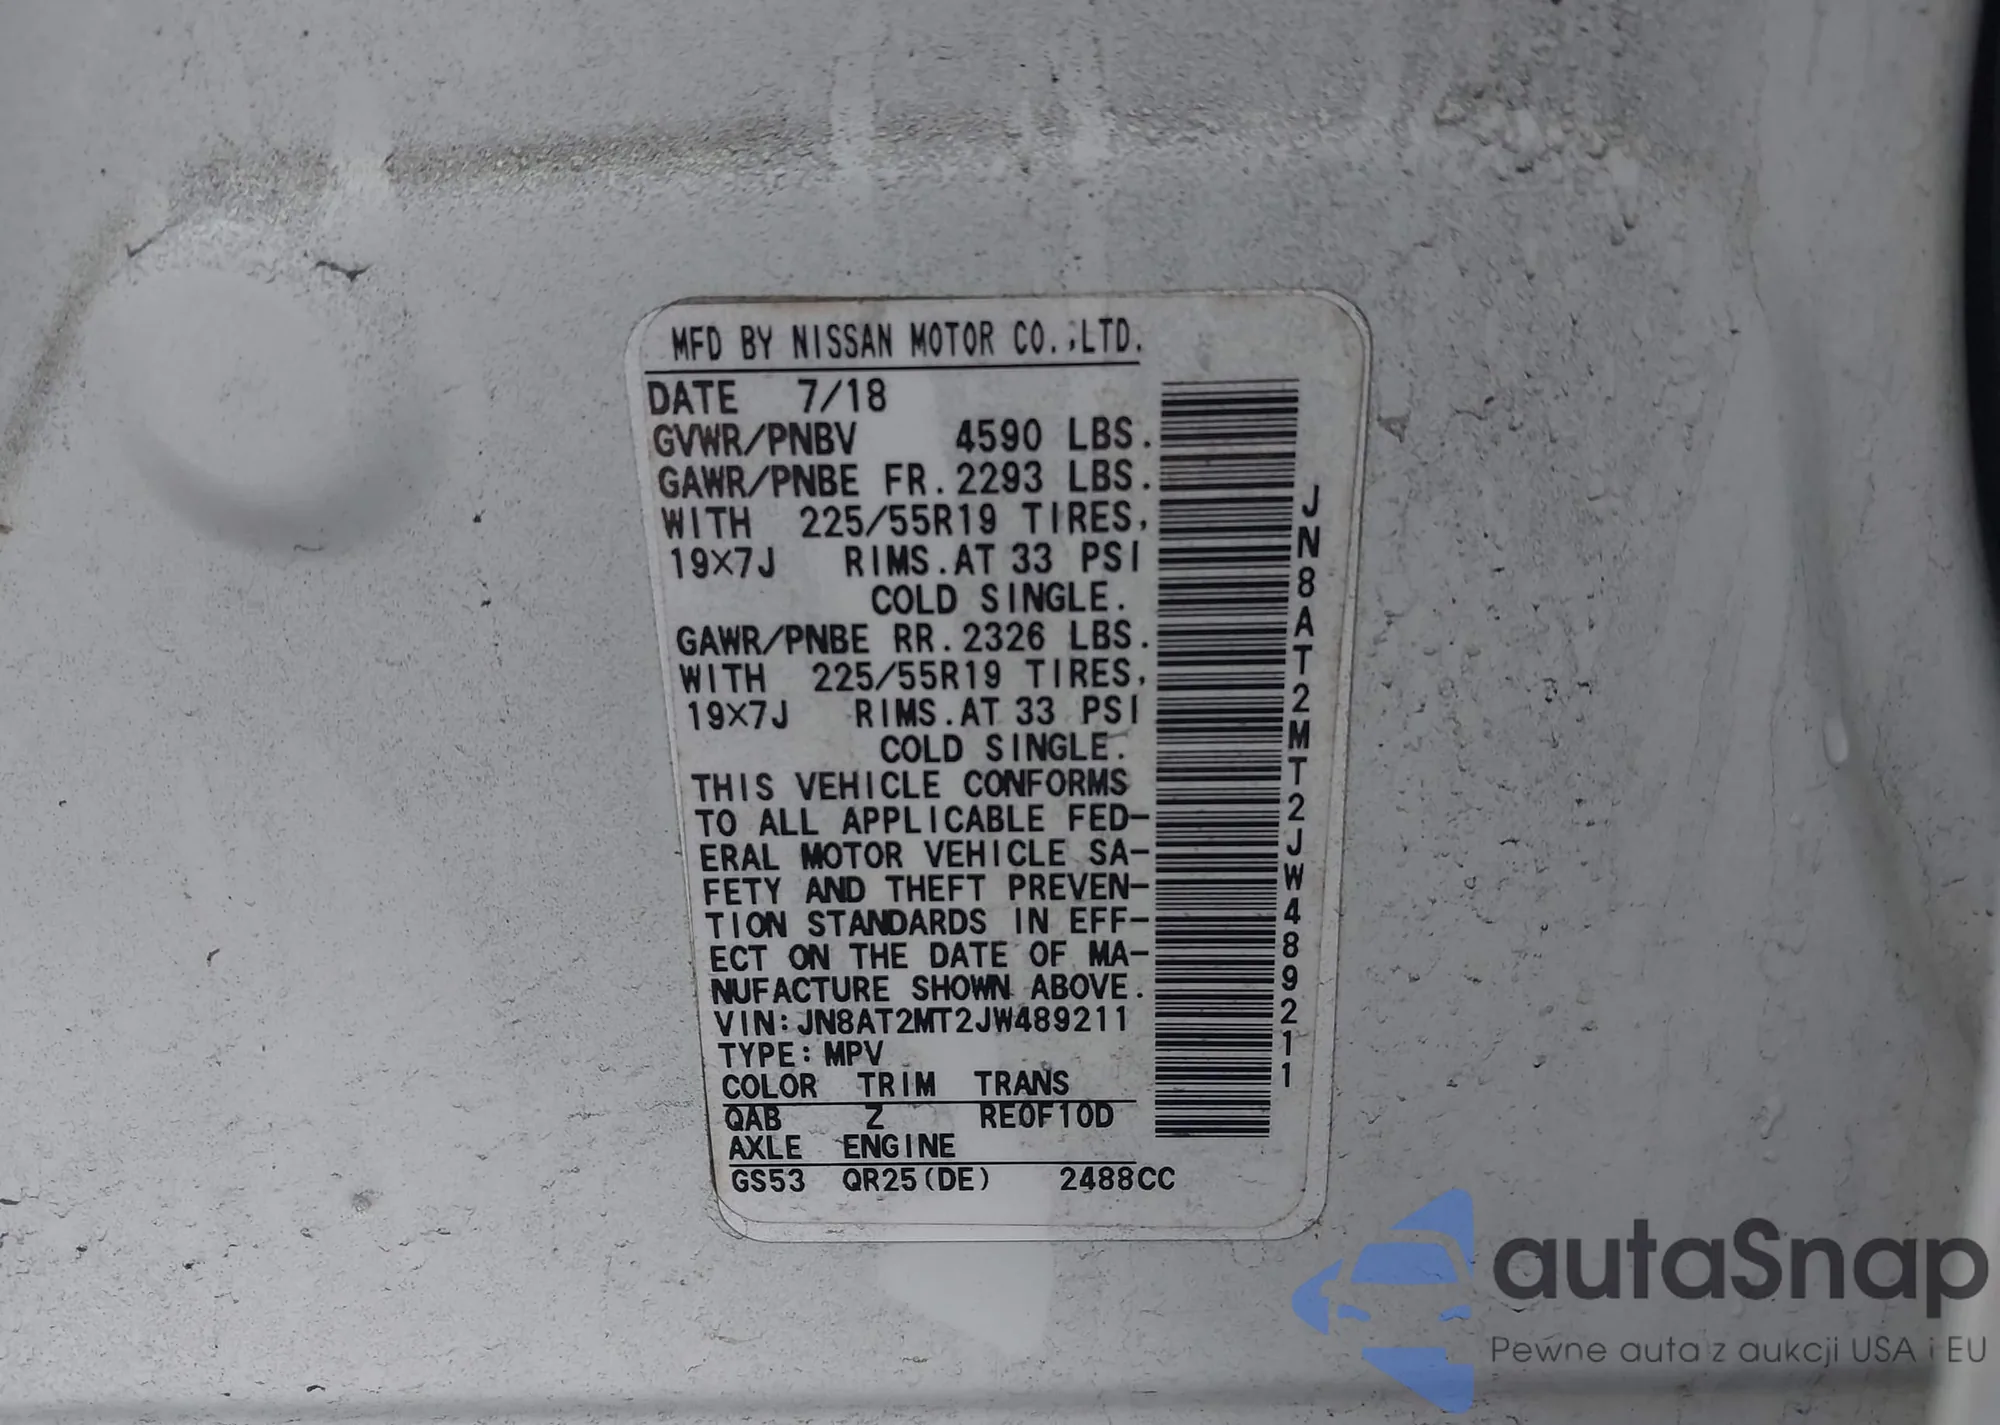 MFD BY NISSAN MOTOR CO.,LTD.
DATE 7/18
GVWR/PNBV 4590 LBS.
GAWR/PNBE FR.2293 LBS.
WITH 225/55R19 TIRES,
19X7J RIMS.AT 33 PSI
COLD SINGLE.
GAWR/PNBE RR.2326 LBS.
WITH 225/55R19 TIRES,
19X7J RIMS.AT 33 PSI
COLD SINGLE.
THIS VEHICLE CONFORMS
TO ALL APPLICABLE FED-
ERAL MOTOR VEHICLE SA-
FETY AND THEFT PREVEN-
TION STANDARDS IN EFF-
ECT ON THE DATE OF MA-
NUFACTURE SHOWN ABOVE.
VIN:JN8AT2MT2JW489211
TYPE:MPV
COLOR TRIM TRANS
QAB Z RE0F10D
AXLE ENGINE
GS53 QR25(DE) 2488CC
JN8AT2MT2JW489211
autaSnap
Pewne auta z aukcji USA i EU